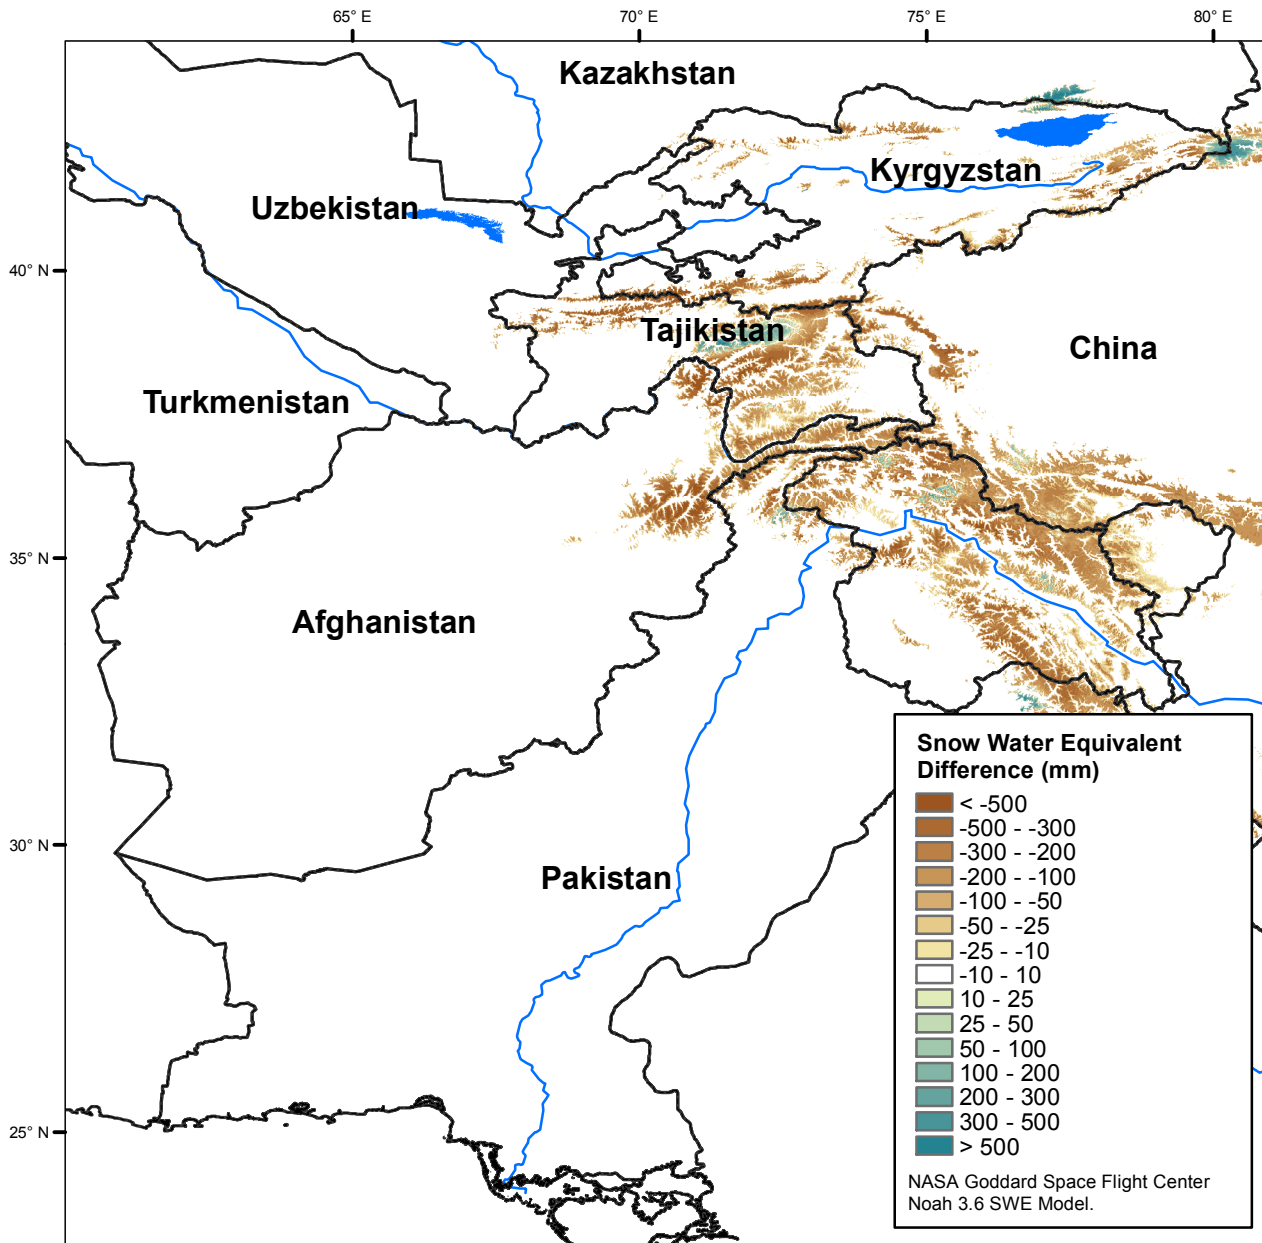 65° E
70° E
75° E
80° E
Kazakhstan
Kyrgyzstan
Uzbekistan
40° N
Tajikistan
China
Turkmenistan
35° N
Afghanistan
Snow Water Equivalent
Difference (mm)
< -500
-500 - -300
-300 - -200
-200 - -100
-100 - -50
-50 - -25
-25 - -10
-10 - 10
10 - 25
25 - 50
50 - 100
100 - 200
200 - 300
300 - 500
> 500
NASA Goddard Space Flight Center
Noah 3.6 SWE Model.
30° N
Pakistan
25° N